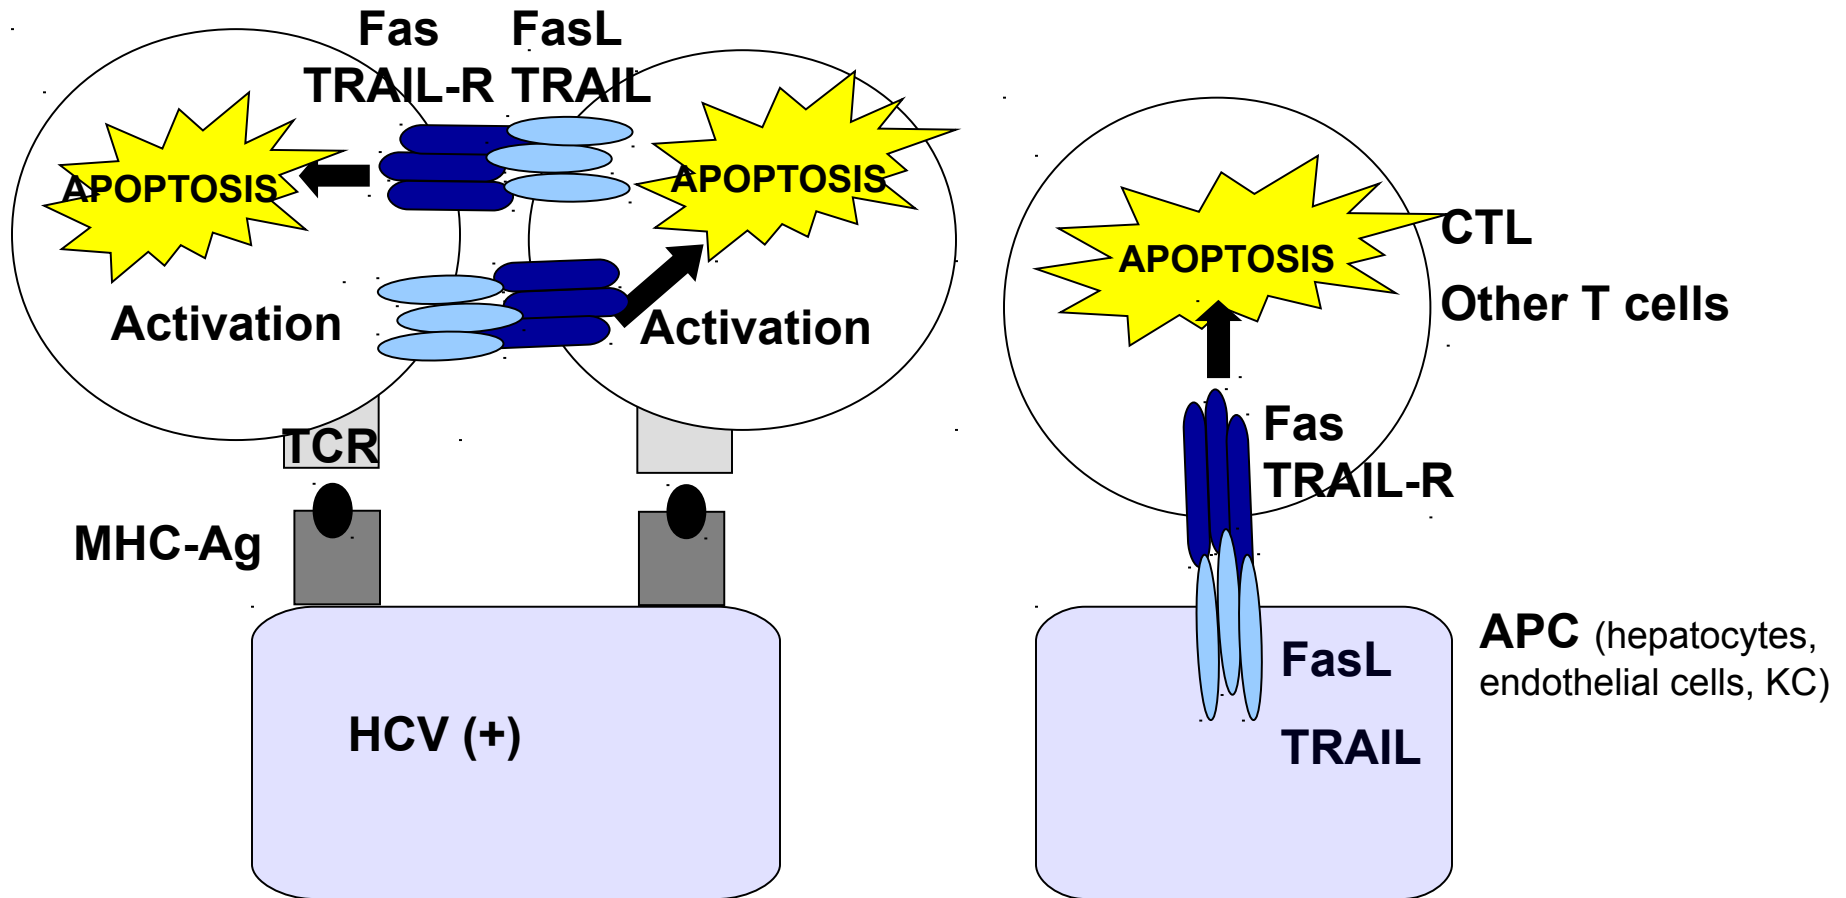 Fas FasL
TRAIL-R TRAIL
APOPTOSIS
APOPTOSIS
Activation
Activation
TCR
MHC-Ag
HCV (+)
APOPTOSIS
CTL
Other T cells
Fas
TRAIL-R
FasL
TRAIL
APC (hepatocytes,
endothelial cells, KC)